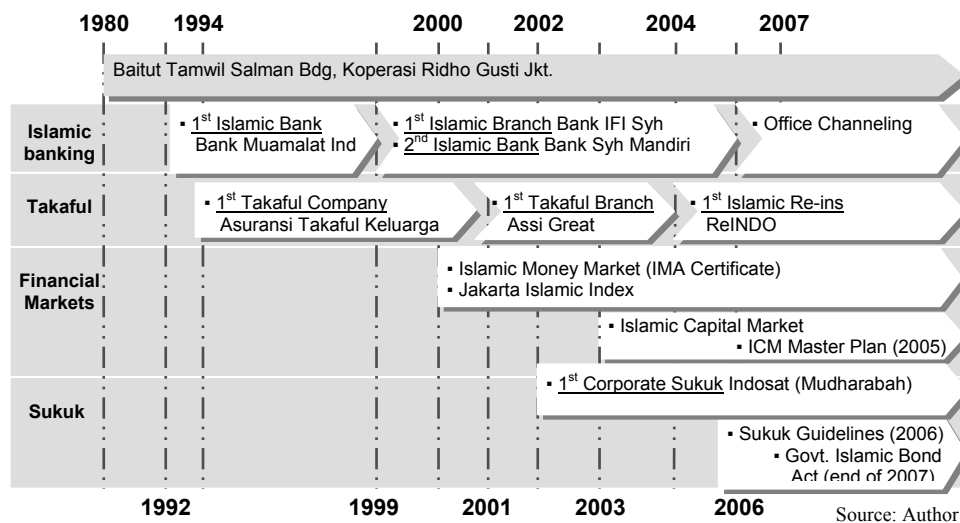 1980 1994 2000 2002 2004 2007
Baitut Tamwil Salman Bdg, Koperasi Ridho Gusti Jkt.
Islamic
banking
▪ 1st Islamic Bank
Bank Muamalat Ind
▪ 1st Islamic Branch Bank IFI Syh
▪ 2nd Islamic Bank Bank Syh Mandiri
▪ Office Channeling
Takaful
▪ 1st Takaful Company
Asuransi Takaful Keluarga
▪ 1st Takaful Branch
Assi Great
▪ 1st Islamic Re-ins
ReINDO
Financial
Markets
▪ Islamic Money Market (IMA Certificate)
▪ Jakarta Islamic Index
▪ Islamic Capital Market
▪ ICM Master Plan (2005)
Sukuk
▪ 1st Corporate Sukuk Indosat (Mudharabah)
▪ Sukuk Guidelines (2006)
▪ Govt. Islamic Bond
Act (end of 2007)
1992 1999 2001 2003 2006
Source: Author